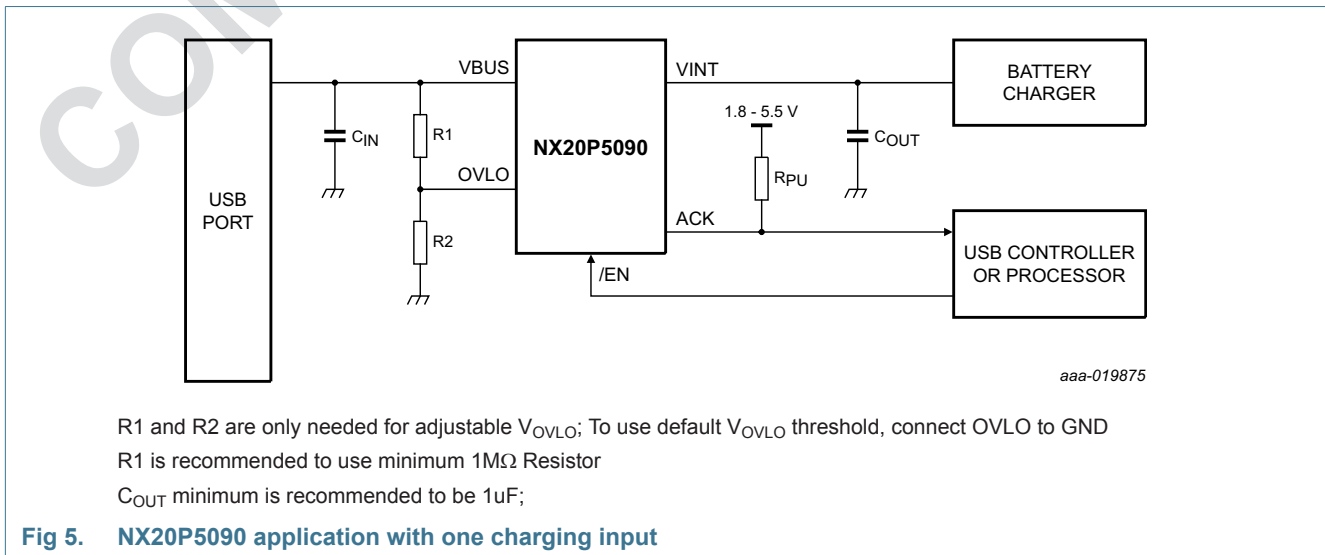 USB
PORT
CIN
R1
R2
VBUS
OVLO
NX20P5090
/EN
VINT
1.8 - 5.5 V
RPU
ACK
COUT
BATTERY
CHARGER
USB CONTROLLER
OR PROCESSOR
aaa-019875
R1 and R2 are only needed for adjustable VOVLO; To use default VOVLO threshold, connect OVLO to GND
R1 is recommended to use minimum 1MΩ Resistor
COUT minimum is recommended to be 1uF;
Fig 5. NX20P5090 application with one charging input